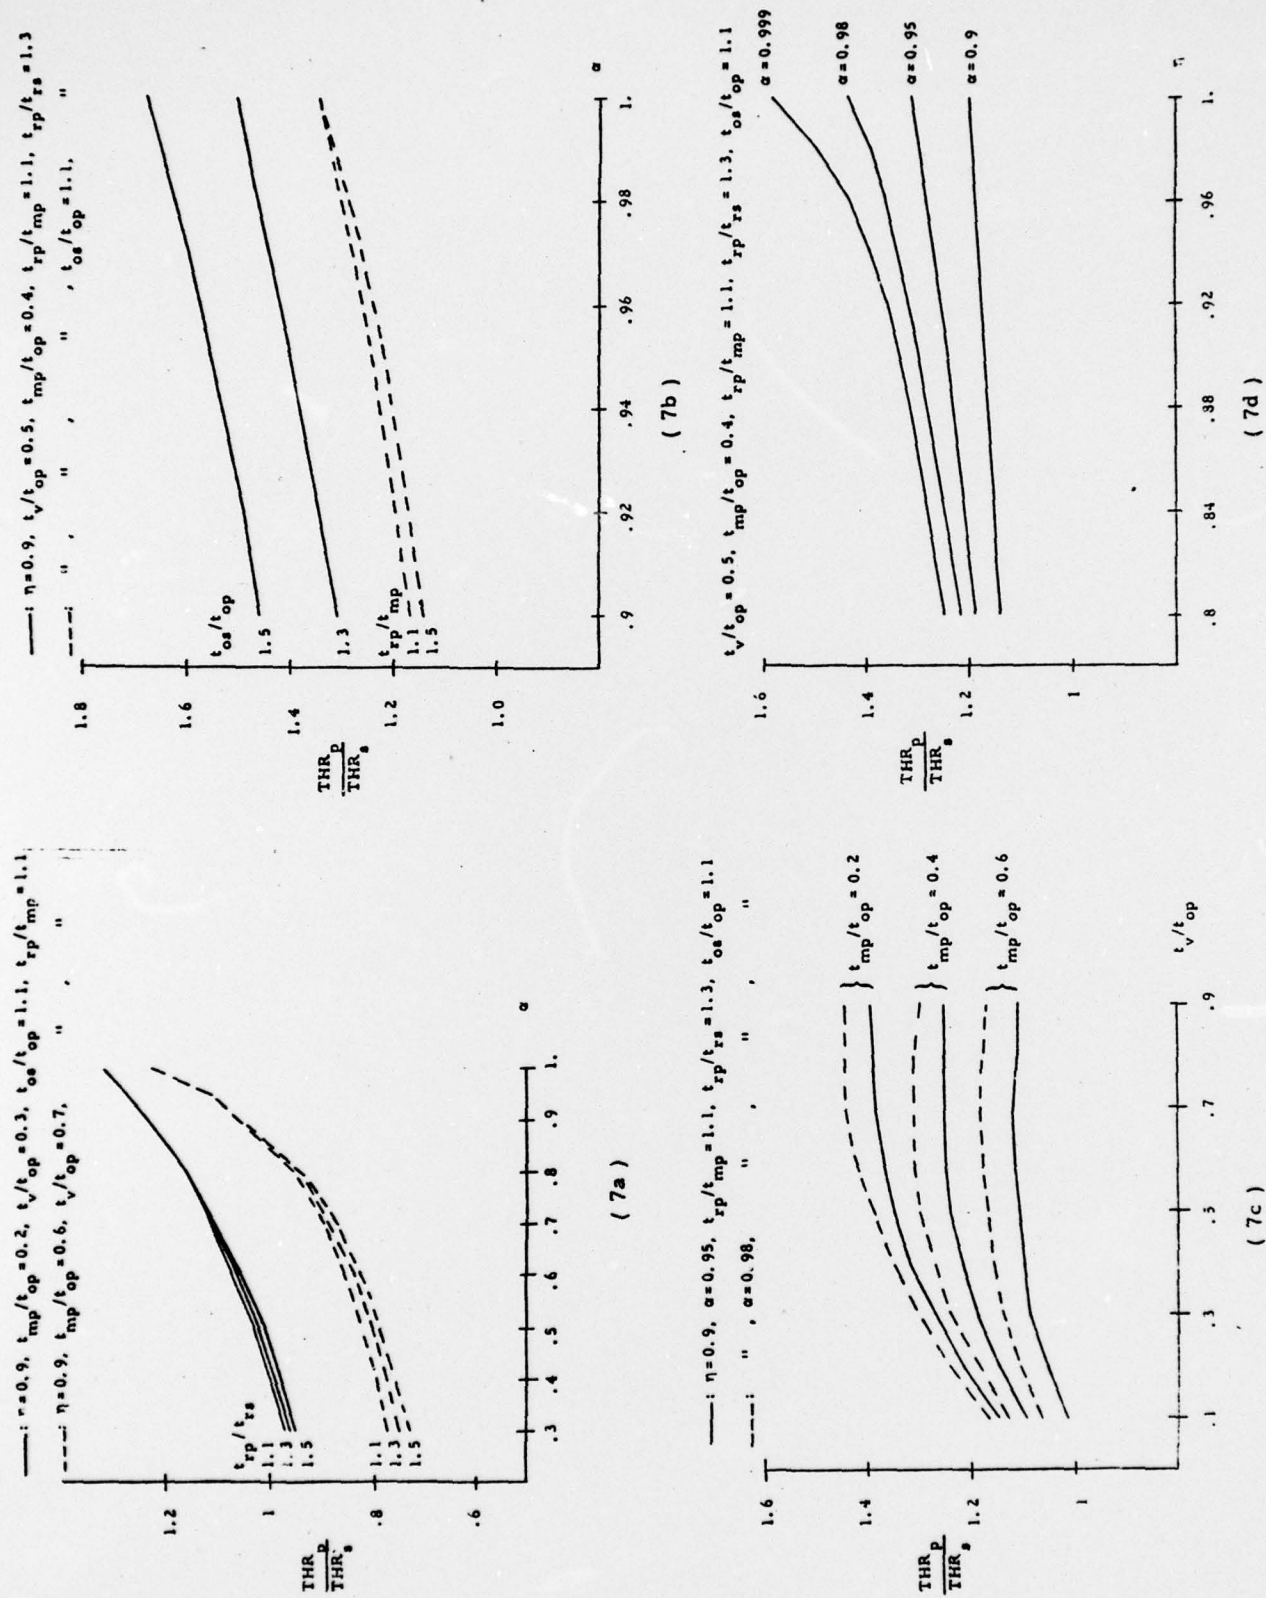 ——: η=0.9, t_mp/t_op=0.2, t_v/t_op=0.3, t_os/t_op=1.1, t_rp/t_mp=1.1
---: η=0.9, t_mp/t_op=0.6, t_v/t_op=0.7, " , "
THR_p
THR_s
1.2
1
.8
.6
t_rp/t_rs
1.1
1.3
1.5
1.1
1.3
1.5
.3 .4 .5 .6 .7 .8 .9 1. α
(7a)
——: η=0.9, t_v/t_op=0.5, t_mp/t_op=0.4, t_rp/t_mp=1.1, t_rp/t_rs=1.3
---: " , " , " , t_os/t_op=1.1, "
THR_p
THR_s
1.8
1.6
1.4
1.2
1.0
t_os/t_op
1.5
1.3
t_rp/t_mp
1.1
1.5
.9 .92 .94 .96 .98 1. α
(7b)
——: η=0.9, α=0.95, t_rp/t_mp=1.1, t_rp/t_rs=1.3, t_os/t_op=1.1
---: " , α=0.98, " , " , "
THR_p
THR_s
1.6
1.4
1.2
1
} t_mp/t_op=0.2
} t_mp/t_op=0.4
} t_mp/t_op=0.6
.1 .3 .5 .7 .9 t_v/t_op
(7c)
t_v/t_op=0.5, t_mp/t_op=0.4, t_rp/t_mp=1.1, t_rp/t_rs=1.3, t_os/t_op=1.1
THR_p
THR_s
1.6
1.4
1.2
1
α=0.999
α=0.98
α=0.95
α=0.9
.8 .84 .88 .92 .96 1. η
(7d)